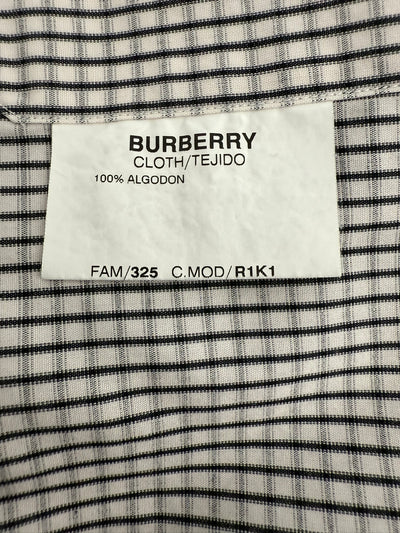 BURBERRY
CLOTH/TEJIDO
100% ALGODON
FAM/325 C.MOD/R1K1